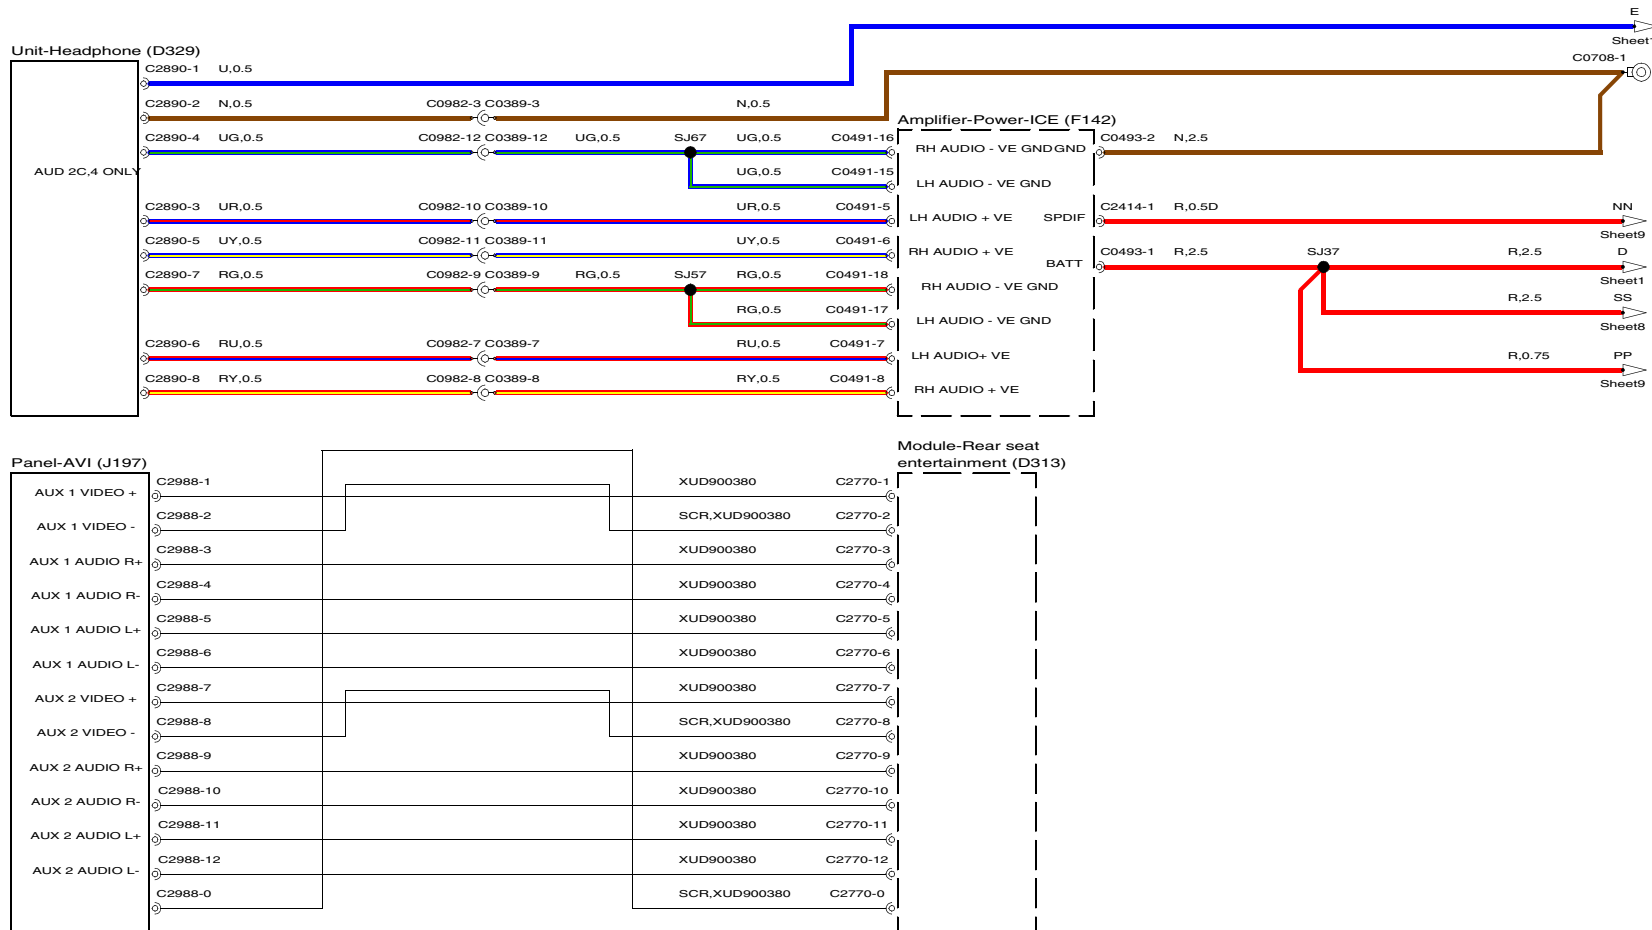 E
Sheet1
Unit-Headphone (D329)
C0708-1
C2890-1 U,0.5
C2890-2 N,0.5 C0982-3 C0389-3 N,0.5
Amplifier-Power-ICE (F142)
C2890-4 UG,0.5 C0982-12 C0389-12 UG,0.5 SJ67 UG,0.5 C0491-16 RH AUDIO - VE GND GND C0493-2 N,2.5
AUD 2C,4 ONLY
UG,0.5 C0491-15 LH AUDIO - VE GND
C2890-3 UR,0.5 C0982-10 C0389-10 UR,0.5 C0491-5 LH AUDIO + VE SPDIF C2414-1 R,0.5D NN
Sheet9
C2890-5 UY,0.5 C0982-11 C0389-11 UY,0.5 C0491-6 RH AUDIO + VE
BATT C0493-1 R,2.5 SJ37 R,2.5 D
Sheet1
C2890-7 RG,0.5 C0982-9 C0389-9 RG,0.5 SJ57 RG,0.5 C0491-18 RH AUDIO - VE GND
R,2.5 SS
Sheet8
RG,0.5 C0491-17 LH AUDIO - VE GND
C2890-6 RU,0.5 C0982-7 C0389-7 RU,0.5 C0491-7 LH AUDIO+ VE
R,0.75 PP
Sheet9
C2890-8 RY,0.5 C0982-8 C0389-8 RY,0.5 C0491-8 RH AUDIO + VE
Panel-AVI (J197)
Module-Rear seat
entertainment (D313)
AUX 1 VIDEO + C2988-1 XUD900380 C2770-1
AUX 1 VIDEO - C2988-2 SCR,XUD900380 C2770-2
AUX 1 AUDIO R+ C2988-3 XUD900380 C2770-3
AUX 1 AUDIO R- C2988-4 XUD900380 C2770-4
AUX 1 AUDIO L+ C2988-5 XUD900380 C2770-5
AUX 1 AUDIO L- C2988-6 XUD900380 C2770-6
AUX 2 VIDEO + C2988-7 XUD900380 C2770-7
AUX 2 VIDEO - C2988-8 SCR,XUD900380 C2770-8
AUX 2 AUDIO R+ C2988-9 XUD900380 C2770-9
AUX 2 AUDIO R- C2988-10 XUD900380 C2770-10
AUX 2 AUDIO L+ C2988-11 XUD900380 C2770-11
AUX 2 AUDIO L- C2988-12 XUD900380 C2770-12
C2988-0 SCR,XUD900380 C2770-0